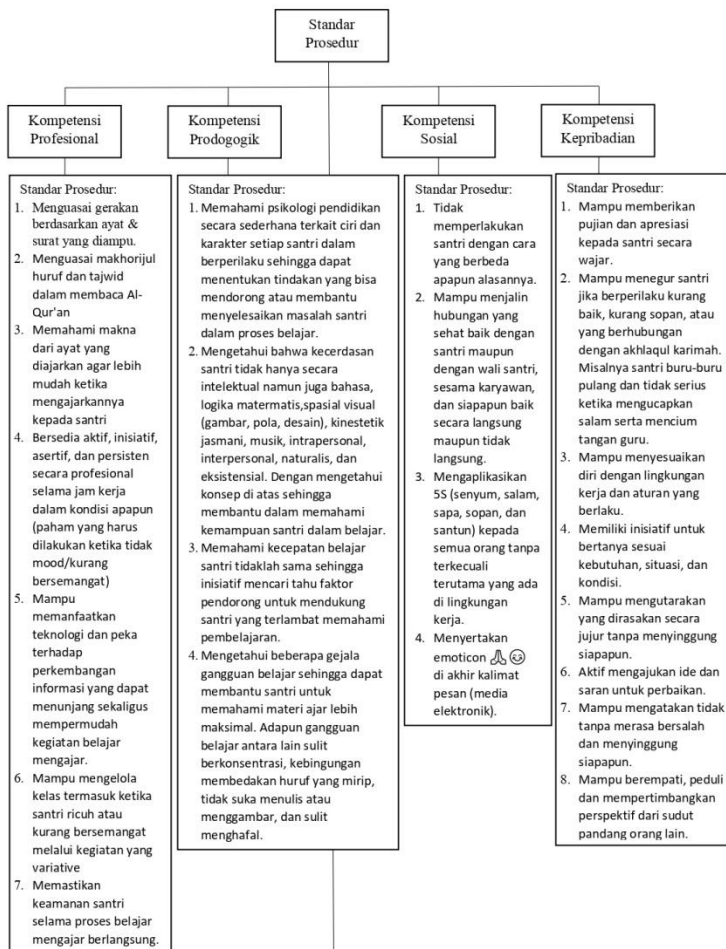 Standar
Prosedur
Kompetensi
Profesional
Standar Prosedur:
1. Menguasai gerakan
berdasarkan ayat &
surat yang diampu.
2. Menguasai makhorijul
huruf dan tajwid
dalam membaca Al-
Qur'an
3. Memahami makna
dari ayat yang
diajarkan agar lebih
mudah ketika
mengajarkannya
kepada santri
4. Bersedia aktif, inisiatif,
asertif, dan persisten
secara profesional
selama jam kerja
dalam kondisi apapun
(paham yang harus
dilakukan ketika tidak
mood/kurang
bersemangat)
5. Mampu
memanfaatkan
teknologi dan peka
terhadap
perkembangan
informasi yang dapat
menunjang sekaligus
mempermudah
kegiatan belajar
mengajar.
6. Mampu mengelola
kelas termasuk ketika
santri ricuh atau
kurang bersemangat
melalui kegiatan yang
variative
7. Memastikan
keamanan santri
selama proses belajar
mengajar berlangsung.
Kompetensi
Prodogogik
Standar Prosedur:
1. Memahami psikologi pendidikan
secara sederhana terkait ciri dan
karakter setiap santri dalam
berperilaku sehingga dapat
menentukan tindakan yang bisa
mendorong atau membantu
menyelesaikan masalah santri
dalam proses belajar.
2. Mengetahui bahwa kecerdasan
santri tidak hanya secara
intelektual namun juga bahasa,
logika matermatis,spasial visual
(gambar, pola, desain), kinestetik
jasmani, musik, intrapersonal,
interpersonal, naturalis, dan
eksistensial. Dengan mengetahui
konsep di atas sehingga
membantu dalam memahami
kemampuan santri dalam belajar.
3. Memahami kecepatan belajar
santri tidaklah sama sehingga
inisiatif mencari tahu faktor
pendorong untuk mendukung
santri yang terlambat memahami
pembelajaran.
4. Mengetahui beberapa gejala
gangguan belajar sehingga dapat
membantu santri untuk
memahami materi ajar lebih
maksimal. Adapun gangguan
belajar antara lain sulit
berkonsentrasi, kebingungan
membedakan huruf yang mirip,
tidak suka menulis atau
menggambar, dan sulit
menghafal.
Kompetensi
Sosial
Standar Prosedur:
1. Tidak
memperlakukan
santri dengan cara
yang berbeda
apapun alasannya.
2. Mampu menjalin
hubungan yang
sehat baik dengan
santri maupun
dengan wali santri,
sesama karyawan,
dan siapapun baik
secara langsung
maupun tidak
langsung.
3. Mengaplikasikan
5S (senyum, salam,
sapa, sopan, dan
santun) kepada
semua orang tanpa
terkecuali
terutama yang ada
di lingkungan
kerja.
4. Menyertakan
emoticon 🙏😊
di akhir kalimat
pesan (media
elektronik).
Kompetensi
Kepribadian
Standar Prosedur:
1. Mampu memberikan
pujian dan apresiasi
kepada santri secara
wajar.
2. Mampu menegur santri
jika berperilaku kurang
baik, kurang sopan, atau
yang berhubungan
dengan akhlaqul karimah.
Misalnya santri buru-buru
pulang dan tidak serius
ketika mengucapkan
salam serta mencium
tangan guru.
3. Mampu menyesuaikan
diri dengan lingkungan
kerja dan aturan yang
berlaku.
4. Memiliki inisiatif untuk
bertanya sesuai
kebutuhan, situasi, dan
kondisi.
5. Mampu mengutarakan
yang dirasakan secara
jujur tanpa menyinggung
siapapun.
6. Aktif mengajukan ide dan
saran untuk perbaikan.
7. Mampu mengatakan tidak
tanpa merasa bersalah
dan menyinggung
siapapun.
8. Mampu berempati, peduli
dan mempertimbangkan
perspektif dari sudut
pandang orang lain.